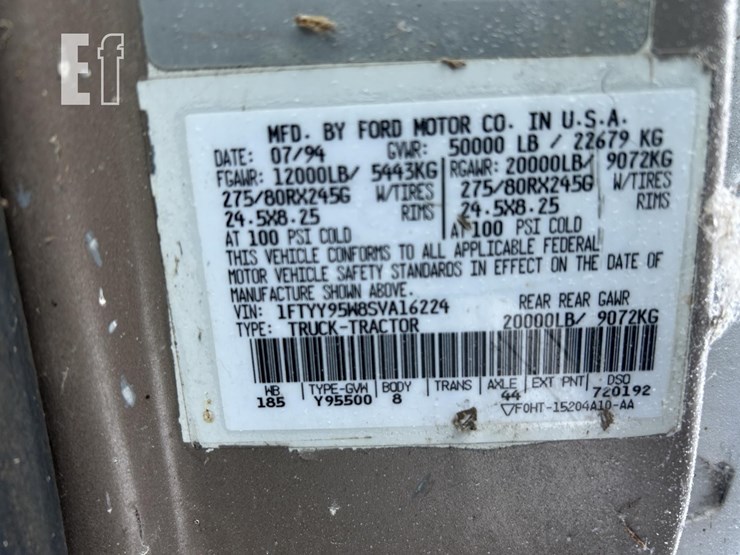 Ef
MFD. BY FORD MOTOR CO. IN U.S.A.
DATE: 07/94 GVWR: 50000 LB / 22679 KG
FGAWR: 12000LB/ 5443KG RGAWR: 20000LB/ 9072KG
275/80RX245G W/TIRES 275/80RX245G W/TIRES
24.5X8.25 RIMS 24.5X8.25 RIMS
AT 100 PSI COLD AT 100 PSI COLD
THIS VEHICLE CONFORMS TO ALL APPLICABLE FEDERAL
MOTOR VEHICLE SAFETY STANDARDS IN EFFECT ON THE DATE OF
MANUFACTURE SHOWN ABOVE.
VIN: 1FTYY95W8SVA16224 REAR REAR GAWR
TYPE: TRUCK-TRACTOR 20000LB/ 9072KG
WB TYPE-GVW BODY TRANS AXLE EXT PNT DSO
185 Y95500 8 44 720192
▽F0HT-15204A10-AA